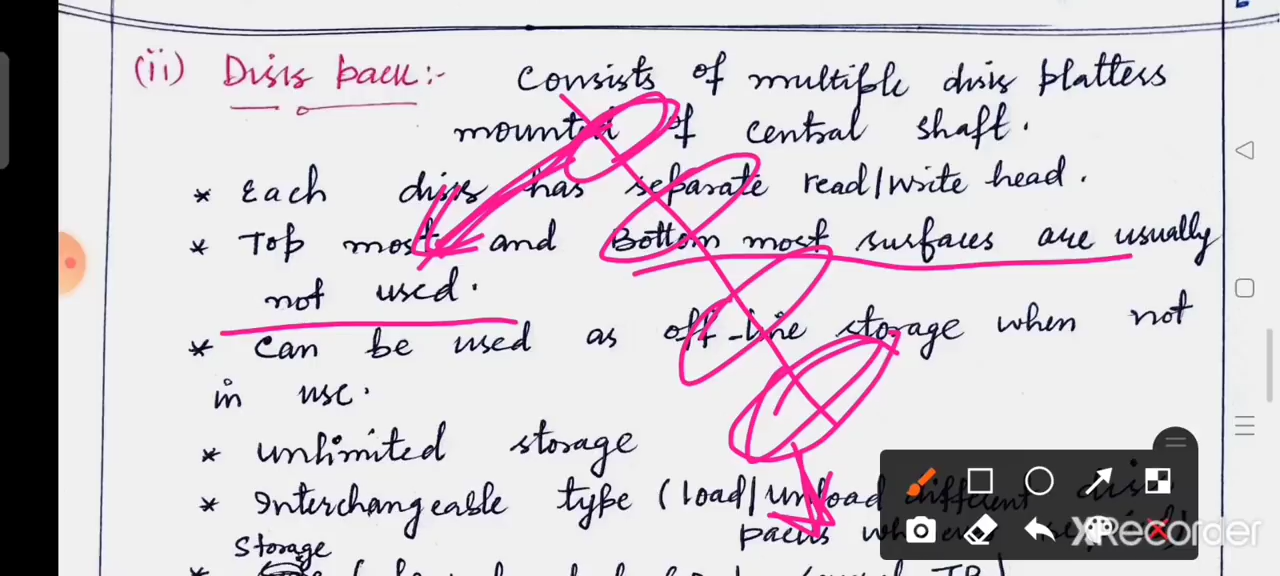 (ii) Disk pack:- Consists of multiple disk platters
mounted of central shaft.
* Each disk has separate read/write head.
* Top most and Bottom most surfaces are usually
not used.
* Can be used as off-line storage when not
in use.
* Unlimited storage
* Interchangeable type (load/unload different disk
packs
Storage
XRecorder